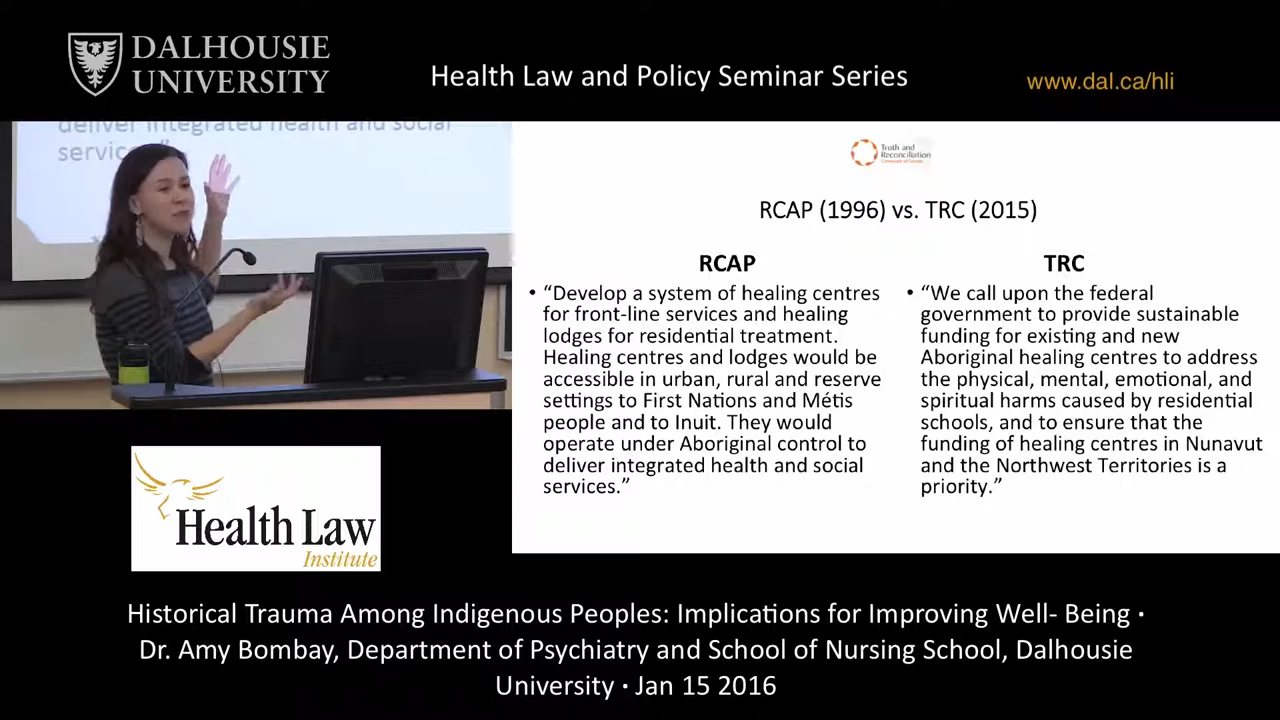 DALHOUSIE
UNIVERSITY
Health Law and Policy Seminar Series
www.dal.ca/hli
deliver integrated health and social
services.”
Truth and
Reconciliation
Commission of Canada
RCAP (1996) vs. TRC (2015)
RCAP
• “Develop a system of healing centres
for front-line services and healing
lodges for residential treatment.
Healing centres and lodges would be
accessible in urban, rural and reserve
settings to First Nations and Métis
people and to Inuit. They would
operate under Aboriginal control to
deliver integrated health and social
services.”
TRC
• “We call upon the federal
government to provide sustainable
funding for existing and new
Aboriginal healing centres to address
the physical, mental, emotional, and
spiritual harms caused by residential
schools, and to ensure that the
funding of healing centres in Nunavut
and the Northwest Territories is a
priority.”
Health Law
Institute
Historical Trauma Among Indigenous Peoples: Implications for Improving Well- Being ·
Dr. Amy Bombay, Department of Psychiatry and School of Nursing School, Dalhousie
University · Jan 15 2016